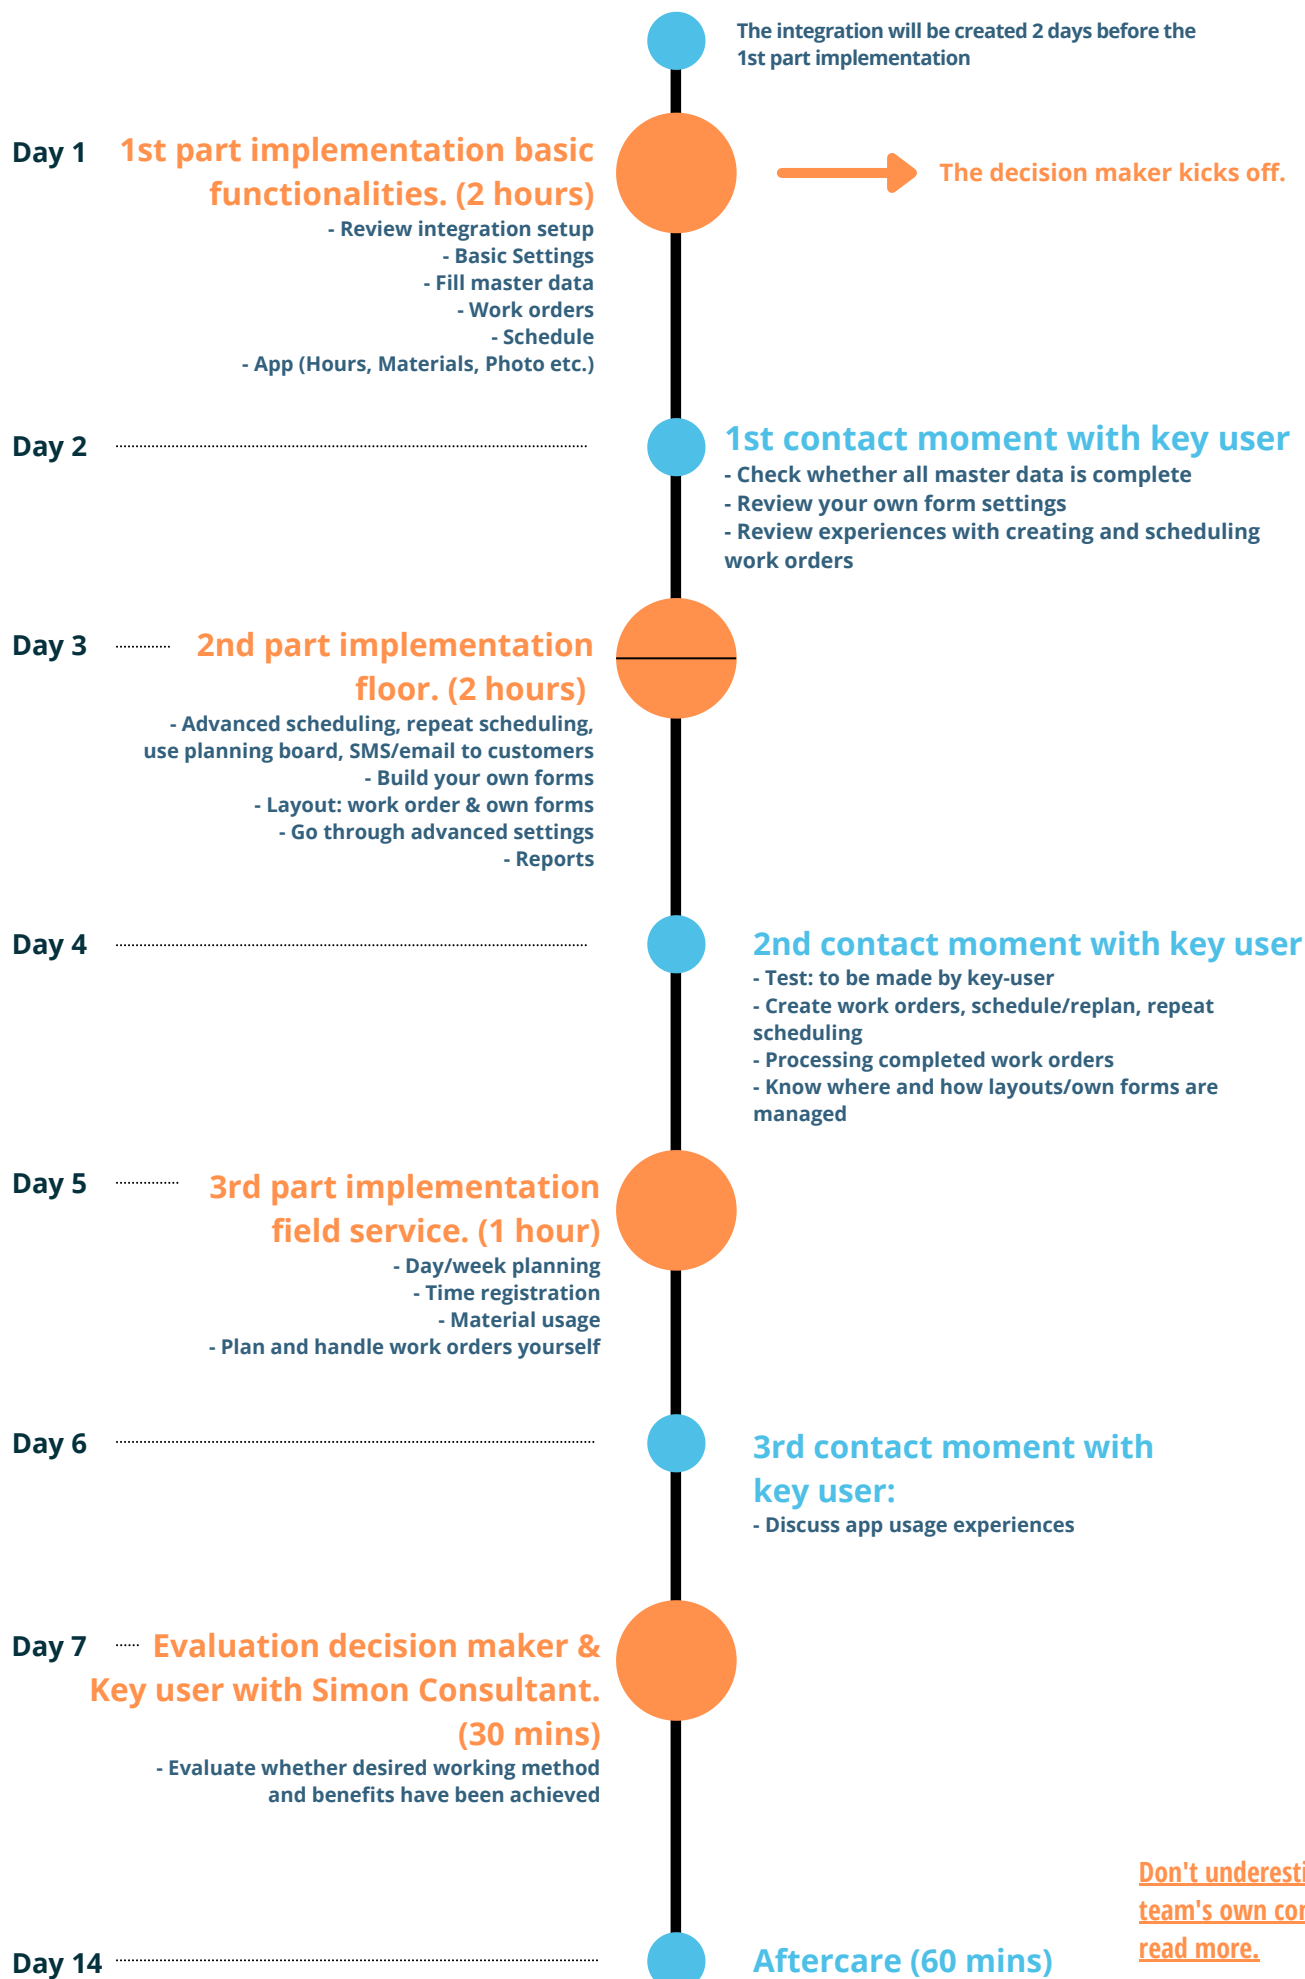 The integration will be created 2 days before the
1st part implementation
Day 1
1st part implementation basic
functionalities. (2 hours)
- Review integration setup
- Basic Settings
- Fill master data
- Work orders
- Schedule
- App (Hours, Materials, Photo etc.)
The decision maker kicks off.
Day 2
1st contact moment with key user
- Check whether all master data is complete
- Review your own form settings
- Review experiences with creating and scheduling
work orders
Day 3
2nd part implementation
floor. (2 hours)
- Advanced scheduling, repeat scheduling,
use planning board, SMS/email to customers
- Build your own forms
- Layout: work order & own forms
- Go through advanced settings
- Reports
Day 4
2nd contact moment with key user
- Test: to be made by key-user
- Create work orders, schedule/replan, repeat
scheduling
- Processing completed work orders
- Know where and how layouts/own forms are
managed
Day 5
3rd part implementation
field service. (1 hour)
- Day/week planning
- Time registration
- Material usage
- Plan and handle work orders yourself
Day 6
3rd contact moment with
key user:
- Discuss app usage experiences
Day 7
Evaluation decision maker &
Key user with Simon Consultant.
(30 mins)
- Evaluate whether desired working method
and benefits have been achieved
Don't
team's own
read more.
Day 14
Aftercare (60 mins)